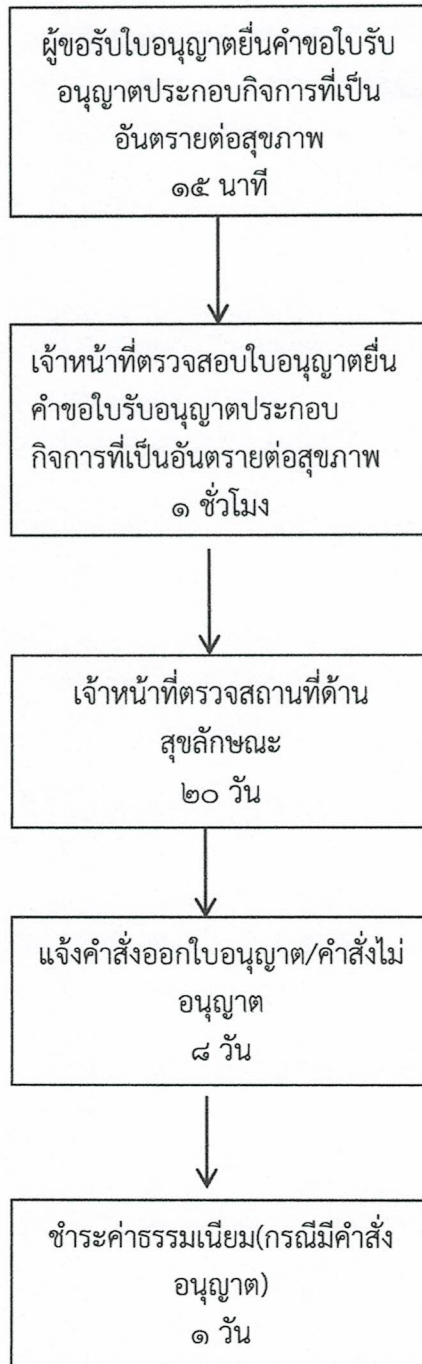 ผู้ขอรับใบอนุญาตยื่นคำขอใบรับ
อนุญาตประกอบกิจการที่เป็น
อันตรายต่อสุขภาพ
๑๕ นาที
เจ้าหน้าที่ตรวจสอบใบอนุญาตยื่น
คำขอใบรับอนุญาตประกอบ
กิจการที่เป็นอันตรายต่อสุขภาพ
๑ ชั่วโมง
เจ้าหน้าที่ตรวจสถานที่ด้าน
สุขลักษณะ
๒๐ วัน
แจ้งคำสั่งออกใบอนุญาต/คำสั่งไม่
อนุญาต
๘ วัน
ชำระค่าธรรมเนียม(กรณีมีคำสั่ง
อนุญาต)
๑ วัน